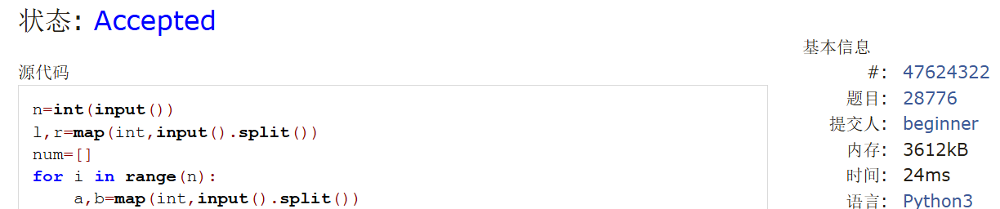 状态: Accepted
源代码
n=int(input())
l,r=map(int,input().split())
num=[]
for i in range(n):
    a,b=map(int,input().split())
基本信息
#: 47624322
题目: 28776
提交人: beginner
内存: 3612kB
时间: 24ms
语言: Python3